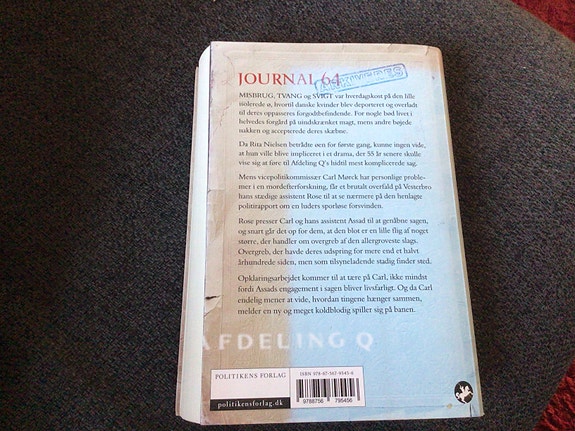 JOURNAL 64
MISBRUG, TVANG og SVIGT var hverdagskost på den lille
isolerede ø, hvortil danske kvinder blev deporteret og overladt
til deres oppasseres forgodtbefindende. For nogle bød livet i
helvedes forgård på uindskrænket magt, mens andre bøjede
nakken og accepterede deres skæbne.
Da Rita Nielsen betrådte øen for første gang, kunne ingen vide,
at hun ville blive impliceret i et drama, der 55 år senere skulle
vise sig at føre til Afdeling Q's hidtil mest komplicerede sag.
Mens vicepolitikommissær Carl Mørck har personlige proble-
mer i en mordefterforskning, får et brutalt overfald på Vesterbro
hans stædige assistent Rose til at se nærmere på den henlagte
politirapport om en luders sporløse forsvinden.
Rose presser Carl og hans assistent Assad til at genåbne sagen,
og snart går det op for dem, at den blot er en lille flig af noget
større, der handler om overgreb af den allergroveste slags.
Overgreb, der havde deres udspring for mere end et halvt
århundrede siden, men som tilsyneladende stadig finder sted.
Opklaringsarbejdet kommer til at tære på Carl, ikke mindst
fordi Assads engagement i sagen bliver livsfarligt. Og da Carl
endelig mener at vide, hvordan tingene hænger sammen,
melder en ny og meget koldblodig spiller sig på banen.
AFDELING Q
POLITIKENS FORLAG
politikensforlag.dk
ISBN 978-87-567-9545-6
9788756 795456